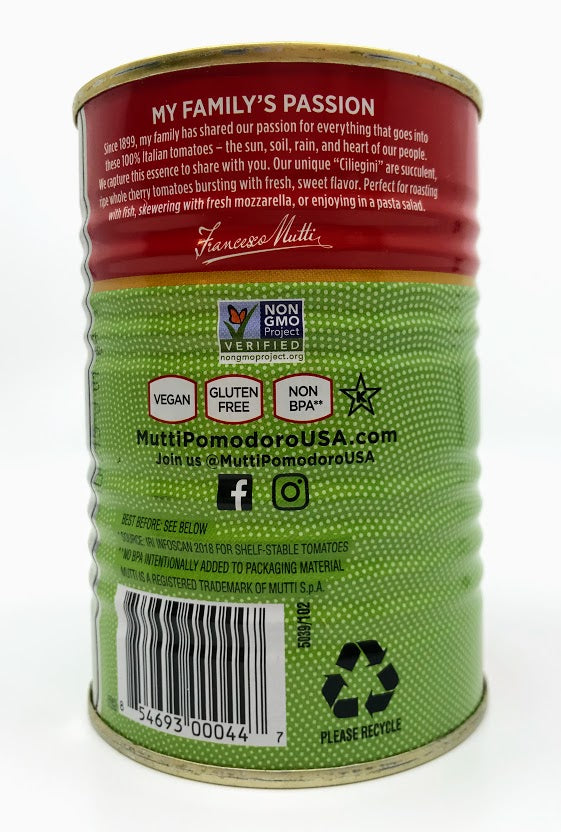 MY FAMILY'S PASSION
Since 1899, my family has shared our passion for everything that goes into
these 100% Italian tomatoes – the sun, soil, rain, and heart of our people.
We capture this essence to share with you. Our unique "Ciliegini" are succulent,
ripe whole cherry tomatoes bursting with fresh, sweet flavor. Perfect for roasting
with fish, skewering with fresh mozzarella, or enjoying in a pasta salad.
Francesco Mutti
NON
GMO
Project
VERIFIED
nongmoproject.org
VEGAN
GLUTEN
FREE
NON
BPA**
K
MuttiPomodoroUSA.com
Join us @MuttiPomodoroUSA
BEST BEFORE: SEE BELOW
*SOURCE: IRI INFOSCAN 2018 FOR SHELF-STABLE TOMATOES
**NO BPA INTENTIONALLY ADDED TO PACKAGING MATERIAL
MUTTI IS A REGISTERED TRADEMARK OF MUTTI S.p.A.
5039/102
8 54693 00044 7
PLEASE RECYCLE